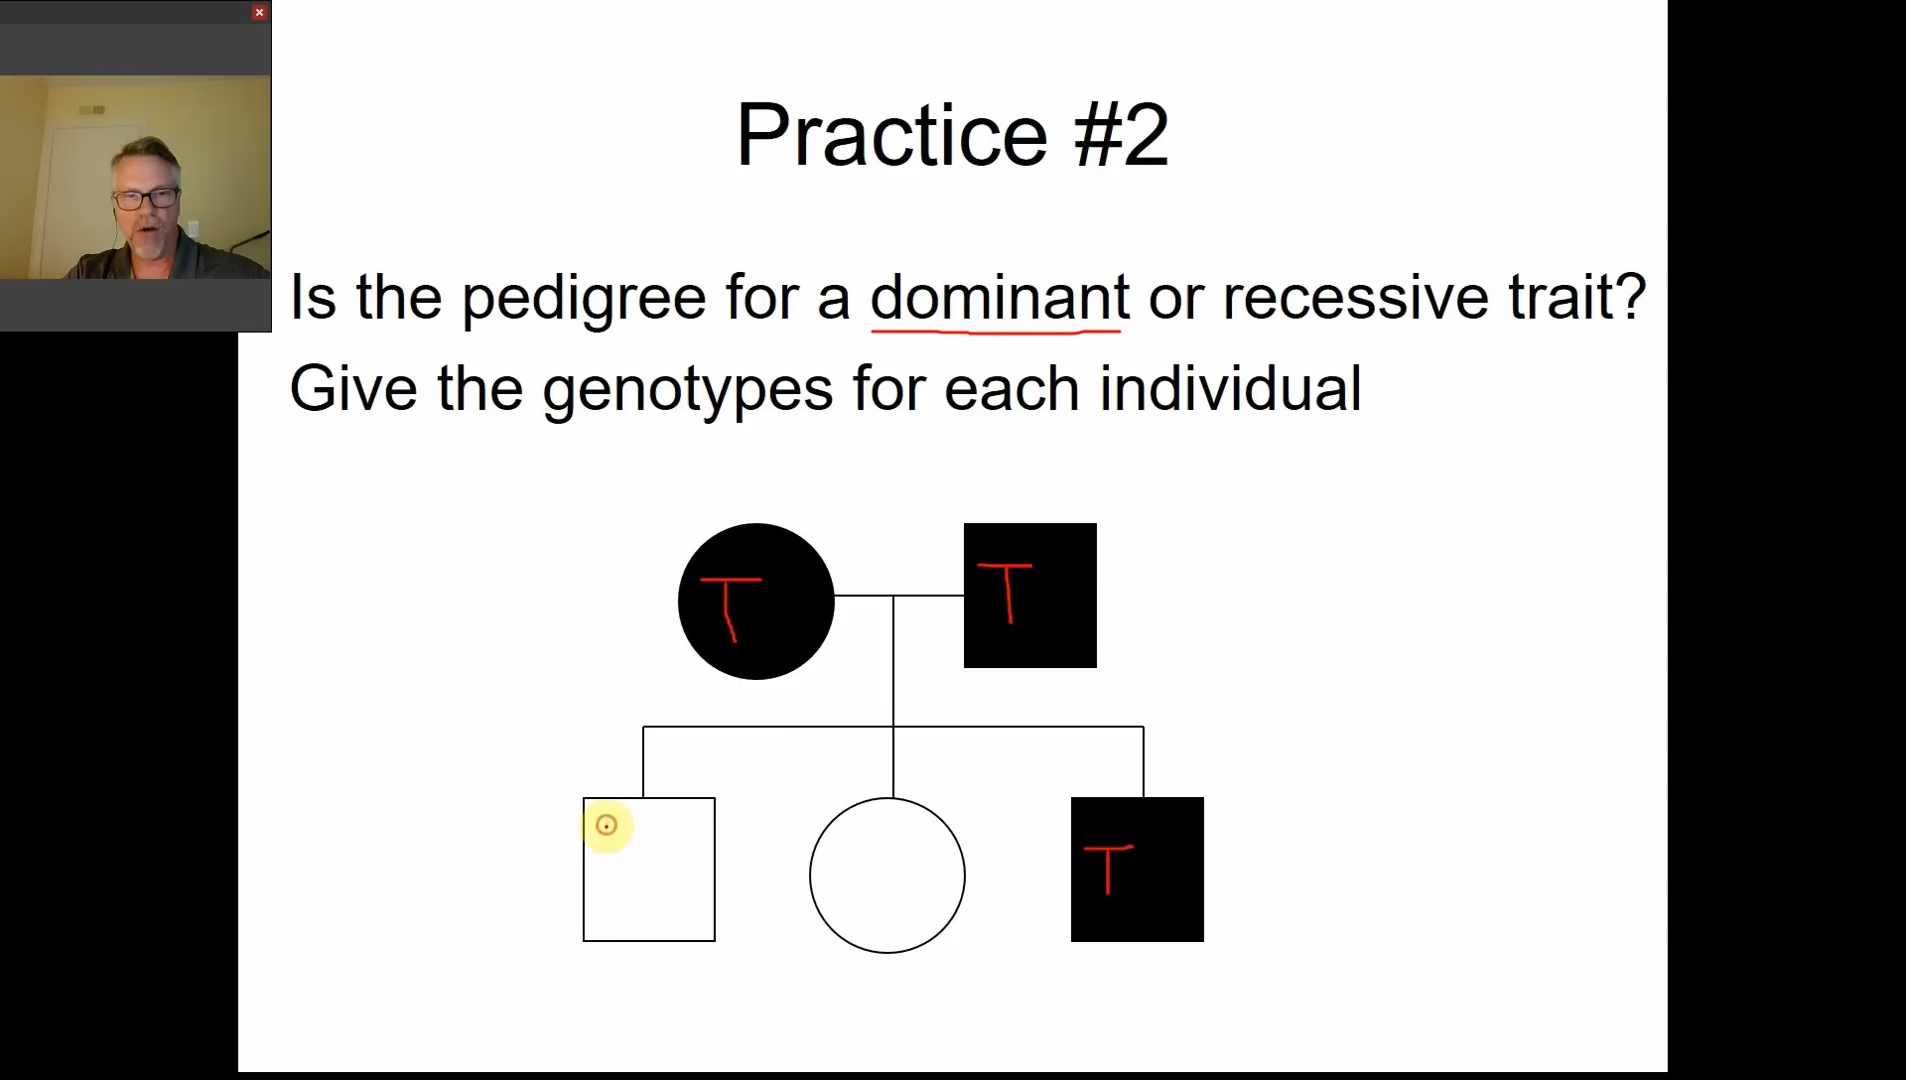 Practice #2
Is the pedigree for a dominant or recessive trait?
Give the genotypes for each individual
T T
T